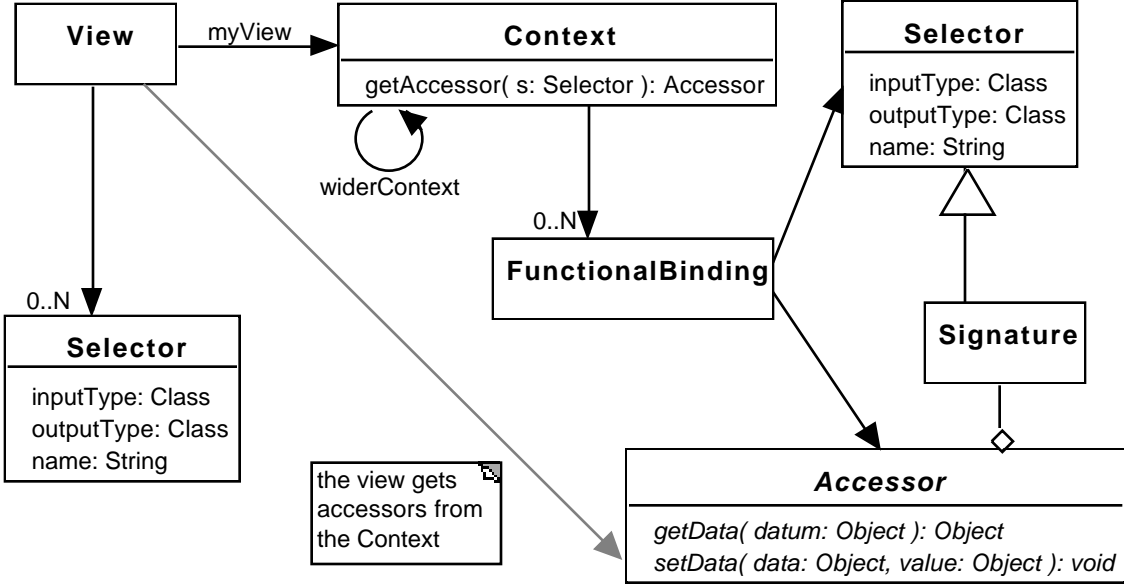 View
myView
Context
getAccessor( s: Selector ): Accessor
widerContext
Selector
inputType: Class
outputType: Class
name: String
0..N
FunctionalBinding
Signature
0..N
Selector
inputType: Class
outputType: Class
name: String
the view gets
accessors from
the Context
Accessor
getData( datum: Object ): Object
setData( data: Object, value: Object ): void